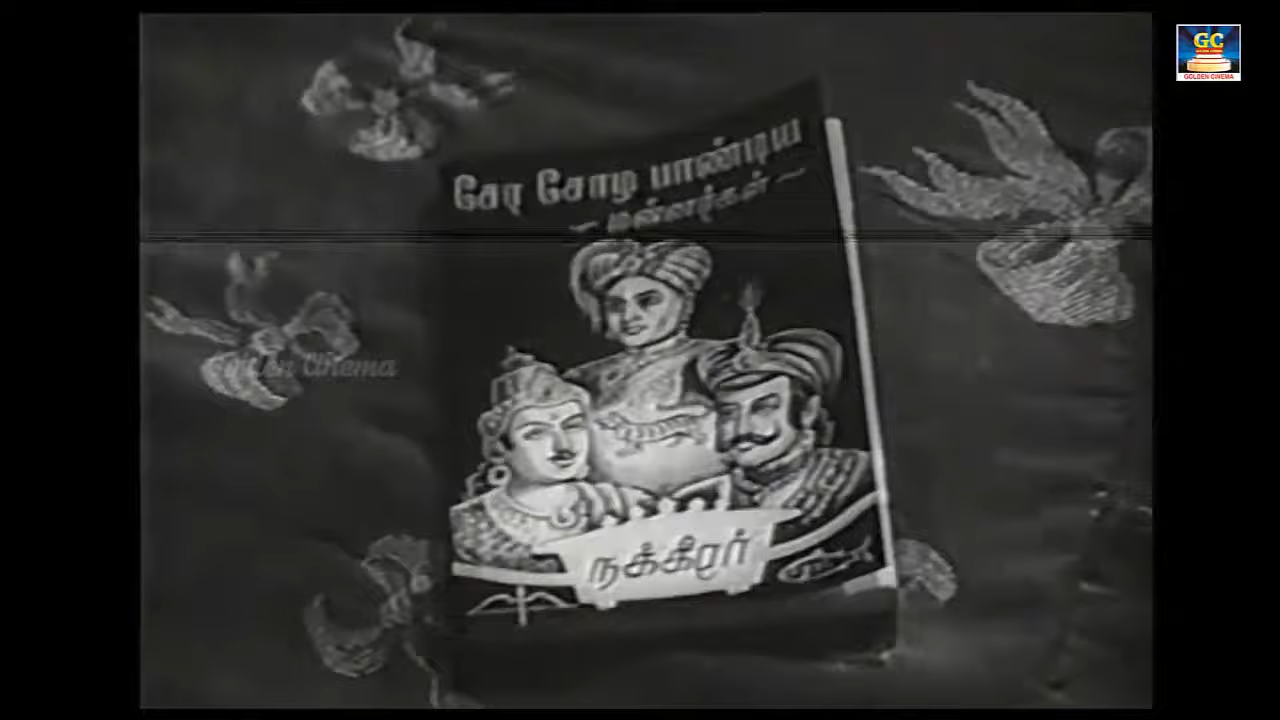 சேர சோழ பாண்டிய
— மன்னர்கள் —
நக்கீரர்
GC
GOLDEN CINEMA
Golden Cinema